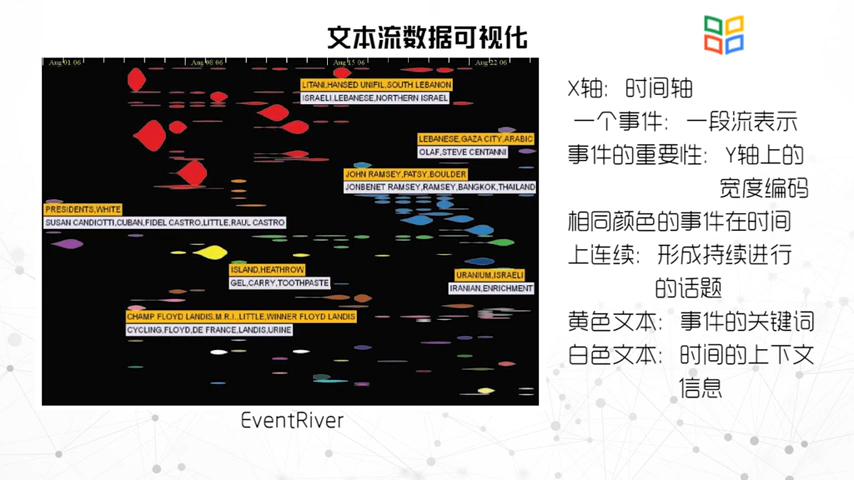 文本流数据可视化
Aug 01 06
Aug 08 06
Aug 15 06
Aug 22 06
LITANI,HANSED UNIFIL,SOUTH LEBANON
ISRAELI,LEBANESE,NORTHERN ISRAEL
LEBANESE,GAZA CITY,ARABIC
OLAF,STEVE CENTANNI
JOHN RAMSEY,PATSY,BOULDER
JONBENET RAMSEY,RAMSEY,BANGKOK,THAILAND
PRESIDENTS,WHITE
SUSAN CANDIOTTI,CUBAN,FIDEL CASTRO,LITTLE,RAUL CASTRO
ISLAND,HEATHROW
GEL,CARRY,TOOTHPASTE
URANIUM,ISRAELI
IRANIAN,ENRICHMENT
CHAMP FLOYD LANDIS,M.R.I.,LITTLE,WINNER FLOYD LANDIS
CYCLING,FLOYD,DE FRANCE,LANDIS,URINE
EventRiver
X轴：时间轴
一个事件：一段流表示
事件的重要性：Y轴上的
宽度编码
相同颜色的事件在时间
上连续：形成持续进行
的话题
黄色文本：事件的关键词
白色文本：时间的上下文
信息